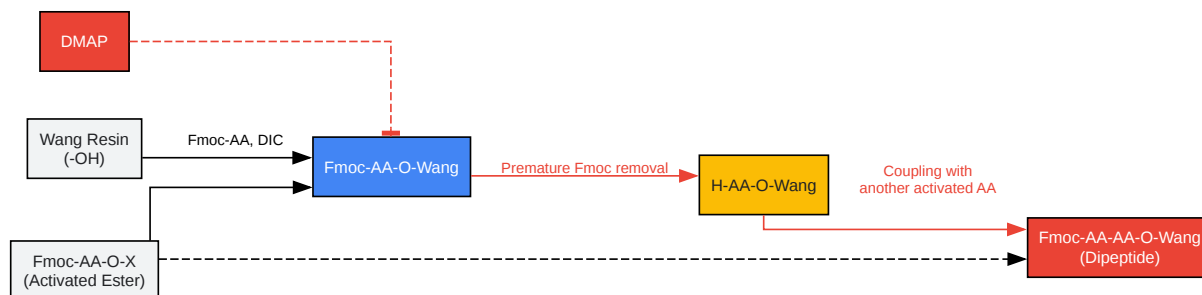 DMAP
Wang Resin
(-OH)
Fmoc-AA, DIC
Fmoc-AA-O-Wang
Premature Fmoc removal
H-AA-O-Wang
Coupling with
another activated AA
Fmoc-AA-O-X
(Activated Ester)
Fmoc-AA-AA-O-Wang
(Dipeptide)